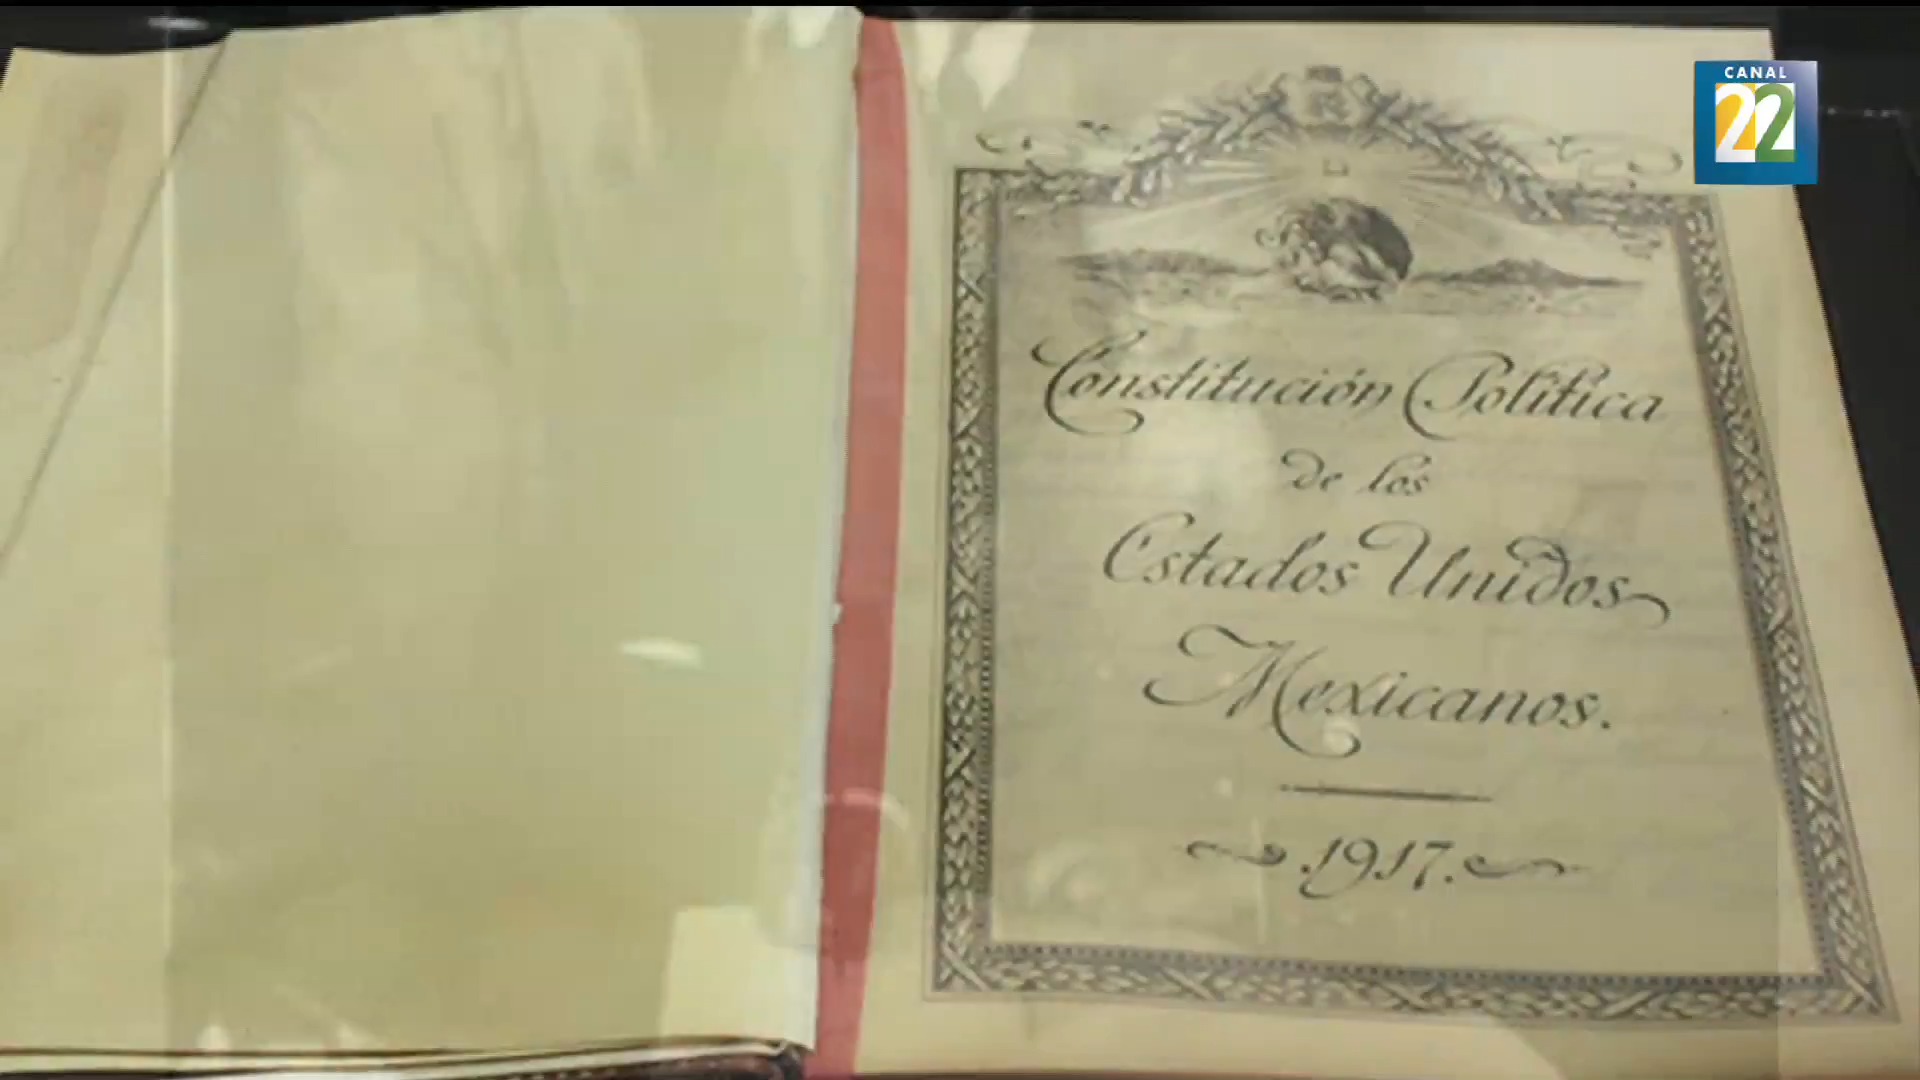 CANAL
22
Constitución Política
de los
Estados Unidos
Mexicanos.
.1917.